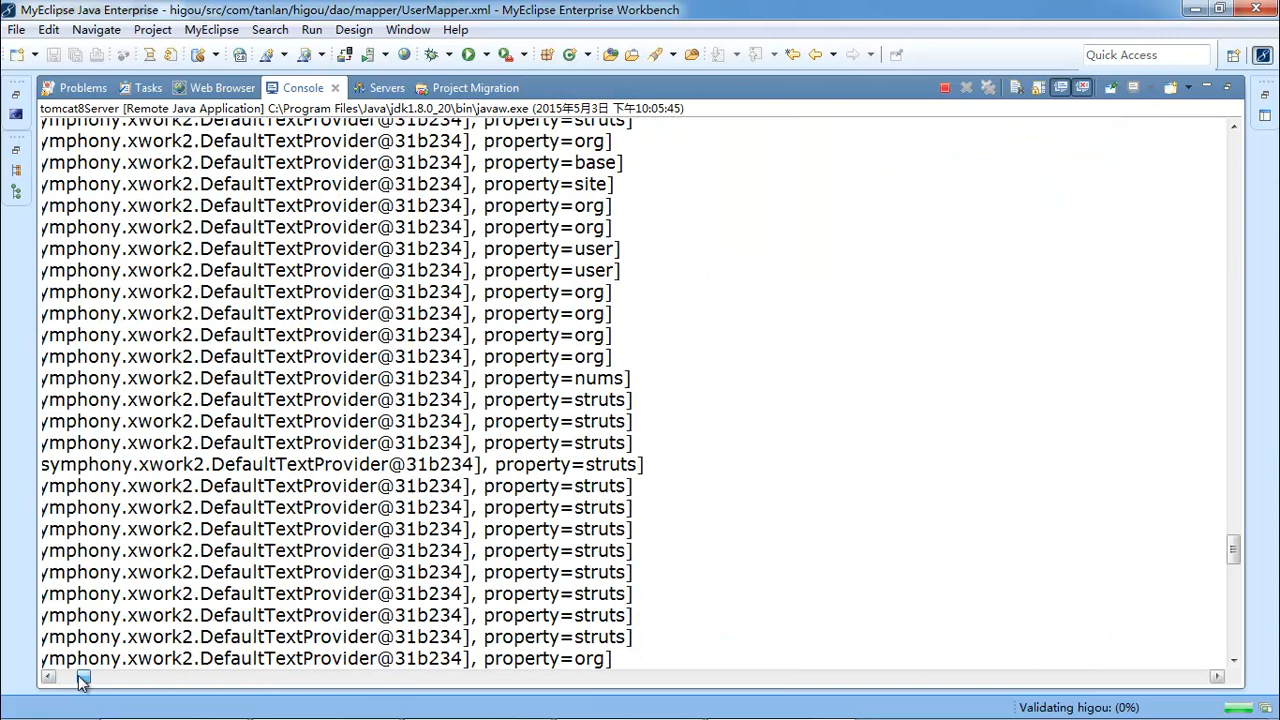 MyEclipse Java Enterprise - higou/src/com/tanlan/higou/dao/mapper/UserMapper.xml - MyEclipse Enterprise Workbench
File Edit Navigate Project MyEclipse Search Run Design Window Help
Quick Access
Problems Tasks Web Browser Console Servers Project Migration
tomcat8Server [Remote Java Application] C:\Program Files\Java\jdk1.8.0_20\bin\javaw.exe (2015年5月3日 下午10:05:45)
ymphony.xwork2.DefaultTextProvider@31b234], property=struts]
ymphony.xwork2.DefaultTextProvider@31b234], property=org]
ymphony.xwork2.DefaultTextProvider@31b234], property=base]
ymphony.xwork2.DefaultTextProvider@31b234], property=site]
ymphony.xwork2.DefaultTextProvider@31b234], property=org]
ymphony.xwork2.DefaultTextProvider@31b234], property=org]
ymphony.xwork2.DefaultTextProvider@31b234], property=user]
ymphony.xwork2.DefaultTextProvider@31b234], property=user]
ymphony.xwork2.DefaultTextProvider@31b234], property=org]
ymphony.xwork2.DefaultTextProvider@31b234], property=org]
ymphony.xwork2.DefaultTextProvider@31b234], property=org]
ymphony.xwork2.DefaultTextProvider@31b234], property=org]
ymphony.xwork2.DefaultTextProvider@31b234], property=nums]
ymphony.xwork2.DefaultTextProvider@31b234], property=struts]
ymphony.xwork2.DefaultTextProvider@31b234], property=struts]
ymphony.xwork2.DefaultTextProvider@31b234], property=struts]
symphony.xwork2.DefaultTextProvider@31b234], property=struts]
ymphony.xwork2.DefaultTextProvider@31b234], property=struts]
ymphony.xwork2.DefaultTextProvider@31b234], property=struts]
ymphony.xwork2.DefaultTextProvider@31b234], property=struts]
ymphony.xwork2.DefaultTextProvider@31b234], property=struts]
ymphony.xwork2.DefaultTextProvider@31b234], property=struts]
ymphony.xwork2.DefaultTextProvider@31b234], property=struts]
ymphony.xwork2.DefaultTextProvider@31b234], property=struts]
ymphony.xwork2.DefaultTextProvider@31b234], property=struts]
ymphony.xwork2.DefaultTextProvider@31b234], property=org]
Validating higou: (0%)